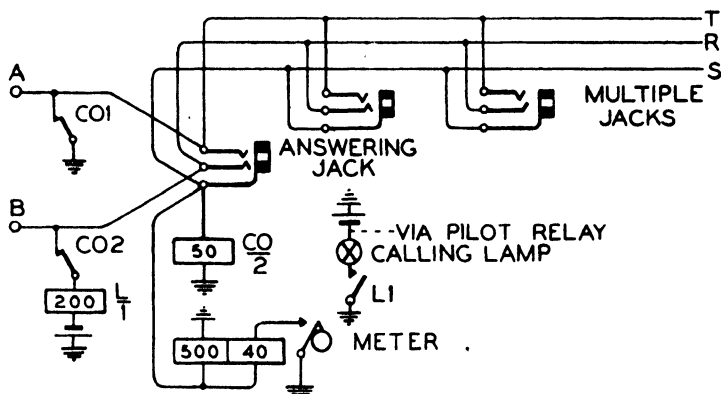 T
R
S
A
CO1
MULTIPLE
JACKS
ANSWERING
JACK
B
CO2
50
CO
2
VIA PILOT RELAY
CALLING LAMP
L
1
200
L1
500
40
METER .